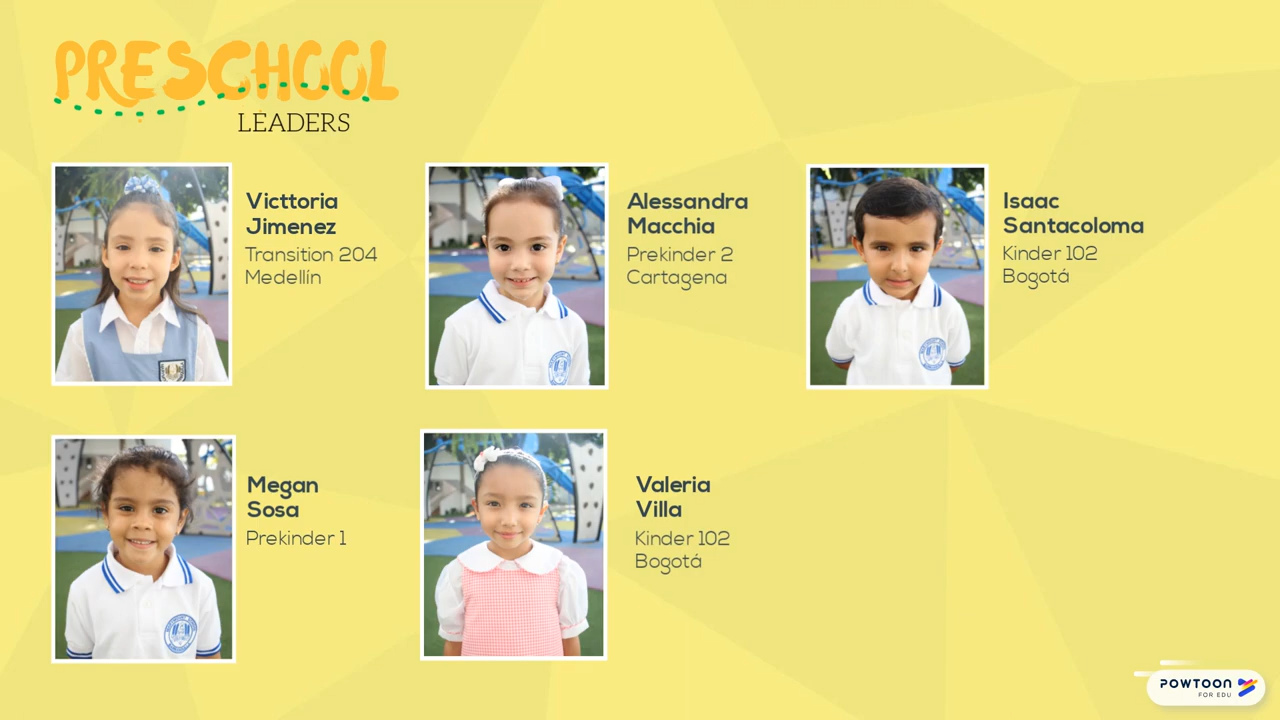 PRESCHOOL
LEADERS
Victtoria
Jimenez
Transition 204
Medellín
Alessandra
Macchia
Prekinder 2
Cartagena
Isaac
Santacoloma
Kinder 102
Bogotá
Megan
Sosa
Prekinder 1
Valeria
Villa
Kinder 102
Bogotá
POWTOON
FOR EDU